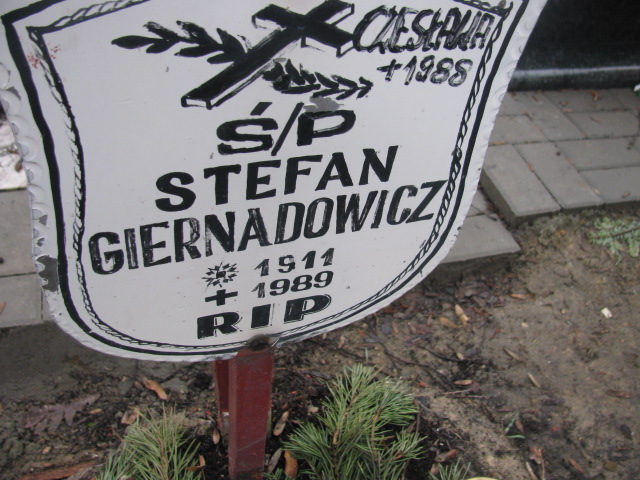 CZESŁAWA
+1988
Ś/P
STEFAN
GIERNADOWICZ
* 1911
+ 1989
RIP